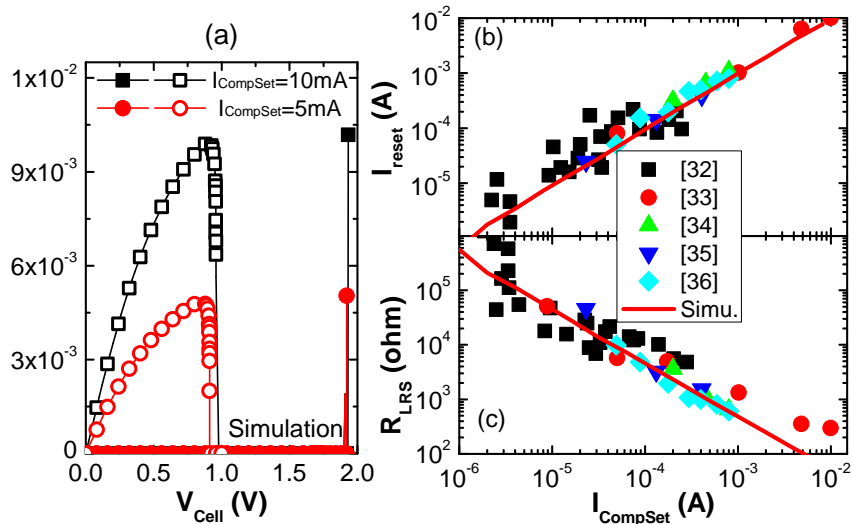 (a)
I_CompSet=10mA
I_CompSet=5mA
1x10^-2
9x10^-3
6x10^-3
3x10^-3
0
Simulation
0.0 0.5 1.0 1.5 2.0
V_Cell (V)
(b)
10^-2
10^-3
10^-4
10^-5
I_reset (A)
[32]
[33]
[34]
[35]
[36]
Simu.
10^5
10^4
10^3
10^2
R_LRS (ohm)
(c)
10^-6 10^-5 10^-4 10^-3 10^-2
I_CompSet (A)